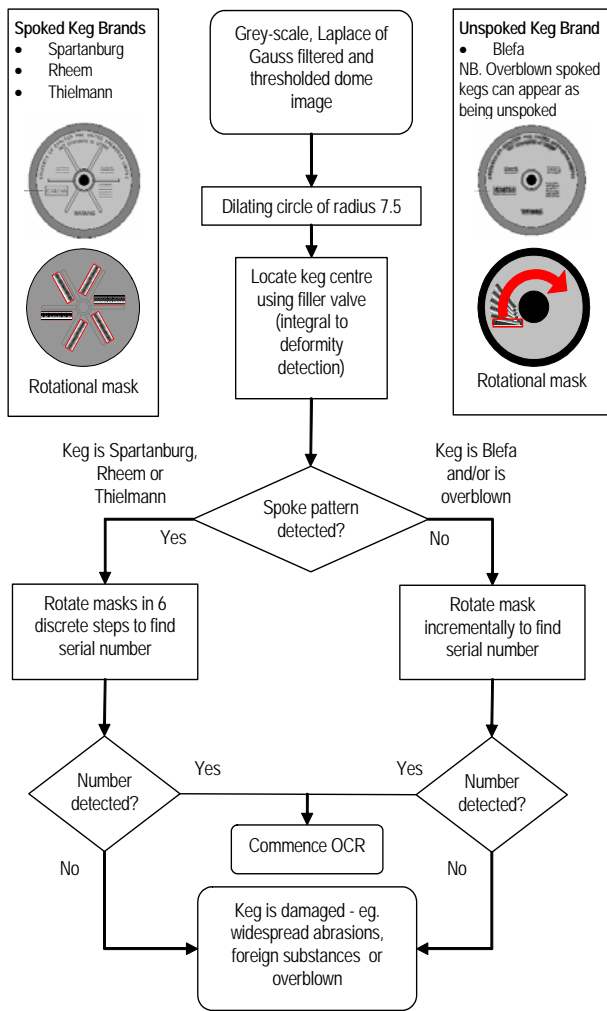 Spoked Keg Brands
• Spartanburg
• Rheem
• Thielmann
Rotational mask
Grey-scale, Laplace of
Gauss filtered and
thresholded dome
image
Unspoked Keg Brand
• Blefa
NB. Overblown spoked
kegs can appear as
being unspoked
Rotational mask
Dilating circle of radius 7.5
Locate keg centre
using filler valve
(integral to
deformity
detection)
Keg is Spartanburg,
Rheem or
Thielmann
Keg is Blefa
and/or is
overblown
Spoke pattern
detected?
Yes
No
Rotate masks in 6
discrete steps to find
serial number
Rotate mask
incrementally to find
serial number
Number
detected?
Yes
Yes
Number
detected?
Commence OCR
No
No
Keg is damaged - eg.
widespread abrasions,
foreign substances or
overblown